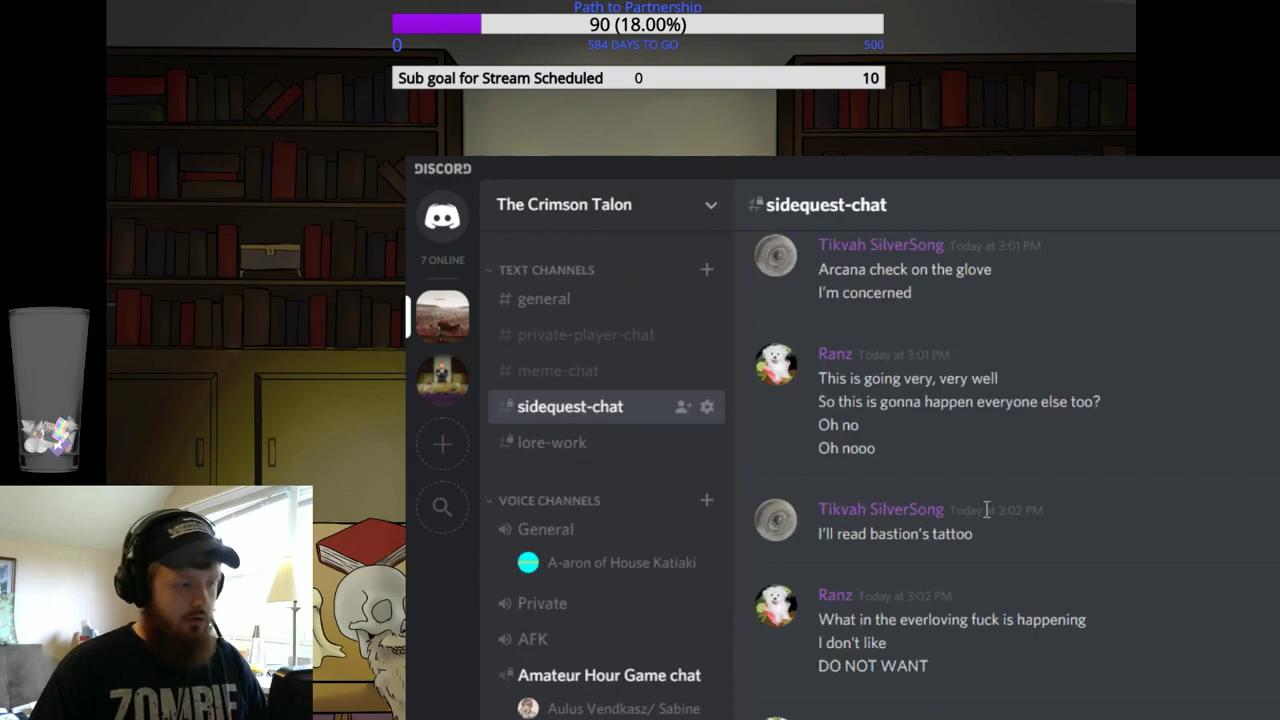 Path to Partnership
90 (18.00%)
0
584 DAYS TO GO
500
Sub goal for Stream Scheduled
0
10
DISCORD
7 ONLINE
The Crimson Talon
TEXT CHANNELS
general
private-player-chat
meme-chat
sidequest-chat
lore-work
VOICE CHANNELS
General
A-aron of House Katiaki
Private
AFK
Amateur Hour Game chat
Aulus Vendkasz/ Sabine
sidequest-chat
Tikvah SilverSong Today at 3:01 PM
Arcana check on the glove
I'm concerned
Ranz Today at 3:01 PM
This is going very, very well
So this is gonna happen everyone else too?
Oh no
Oh nooo
Tikvah SilverSong Today at 3:02 PM
I'll read bastion's tattoo
Ranz Today at 3:02 PM
What in the everloving fuck is happening
I don't like
DO NOT WANT
ZOMBIE